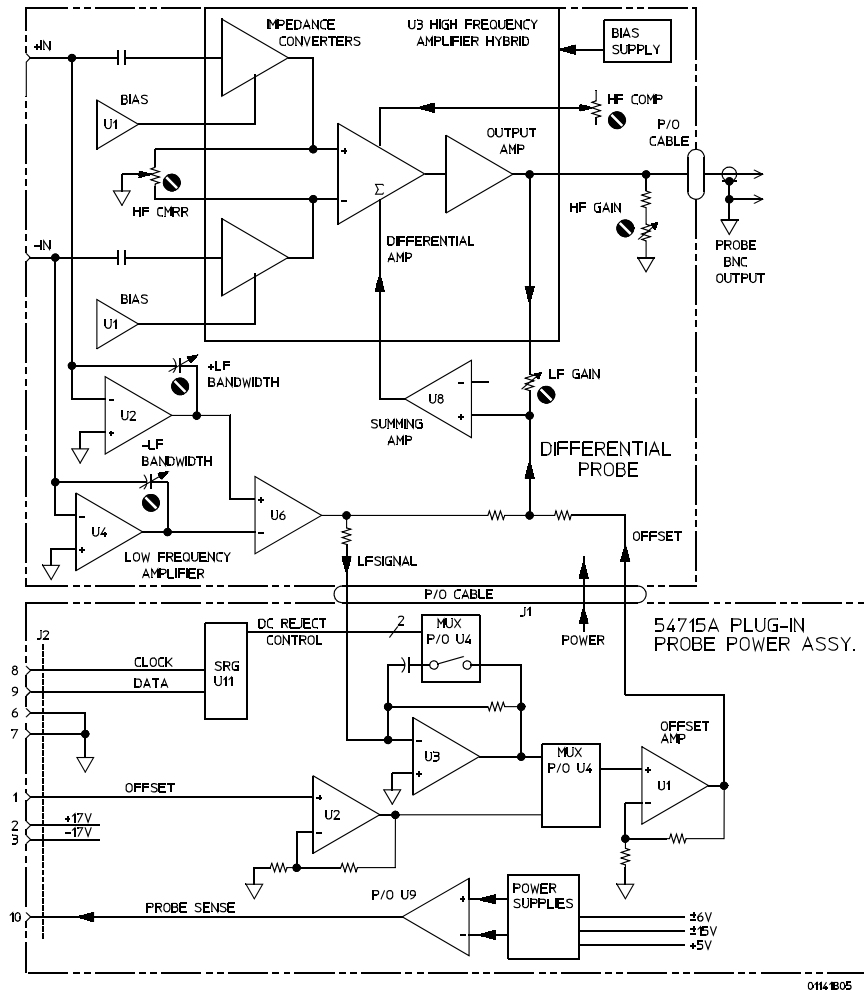 IMPEDANCE
CONVERTERS
U3 HIGH FREQUENCY
AMPLIFIER HYBRID
BIAS
SUPPLY
+IN
BIAS
U1
HF COMP
P/O
CABLE
OUTPUT
AMP
+
-
Σ
HF CMRR
DIFFERENTIAL
AMP
HF GAIN
PROBE
BNC
OUTPUT
-IN
BIAS
U1
+LF
BANDWIDTH
-
U2
+
-
U8
+
SUMMING
AMP
LF GAIN
DIFFERENTIAL
PROBE
-LF
BANDWIDTH
-
U4
+
+
U6
-
LOW FREQUENCY
AMPLIFIER
LFSIGNAL
OFFSET
P/O CABLE
J1
POWER
54715A PLUG-IN
PROBE POWER ASSY.
J2
DC REJECT
CONTROL
2
MUX
P/O U4
SRG
U11
8
CLOCK
9
DATA
6
7
-
U3
+
MUX
P/O U4
OFFSET
AMP
+
U1
-
1
OFFSET
+
U2
-
2
+17V
3
-17V
10
PROBE SENSE
P/O U9
+
-
POWER
SUPPLIES
±6V
±15V
+5V
01141B05